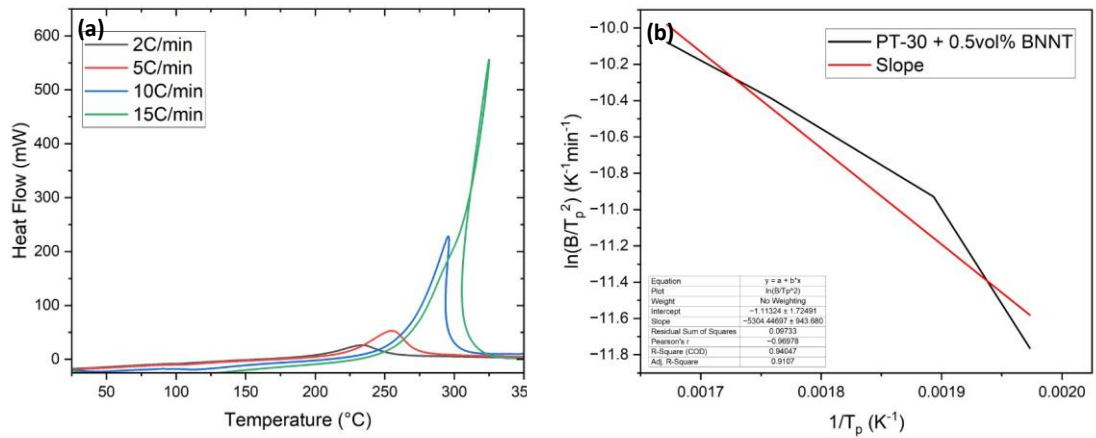 (a)
2C/min
5C/min
10C/min
15C/min
600
500
400
300
200
100
0
Heat Flow (mW)
50
100
150
200
250
300
35
Temperature (°C)
(b)
PT-30 + 0.5vol% BNNT
Slope
−10.0
−10.2
−10.4
−10.6
−10.8
−11.0
−11.2
−11.4
−11.6
−11.8
ln(B/Tp²) (K⁻¹min⁻¹)
Equation y = a + b*x
Plot ln(B/Tp^2)
Weight No Weighting
Intercept −1.11324 ± 1.72491
Slope −5304.44697 ± 943.680
Residual Sum of Squares 0.09733
Pearson's r −0.96978
R-Square (COD) 0.94047
Adj. R-Square 0.9107
0.0017
0.0018
0.0019
0.0020
1/Tp (K⁻¹)